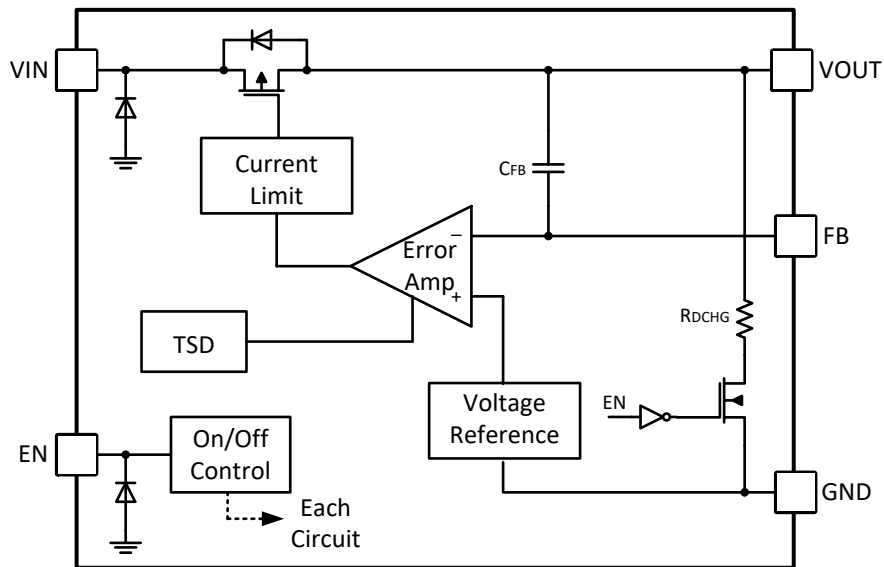 VIN
VOUT
Current
Limit
CFB
FB
Error
Amp
−
+
RDCHG
TSD
Voltage
Reference
EN
EN
On/Off
Control
GND
Each
Circuit